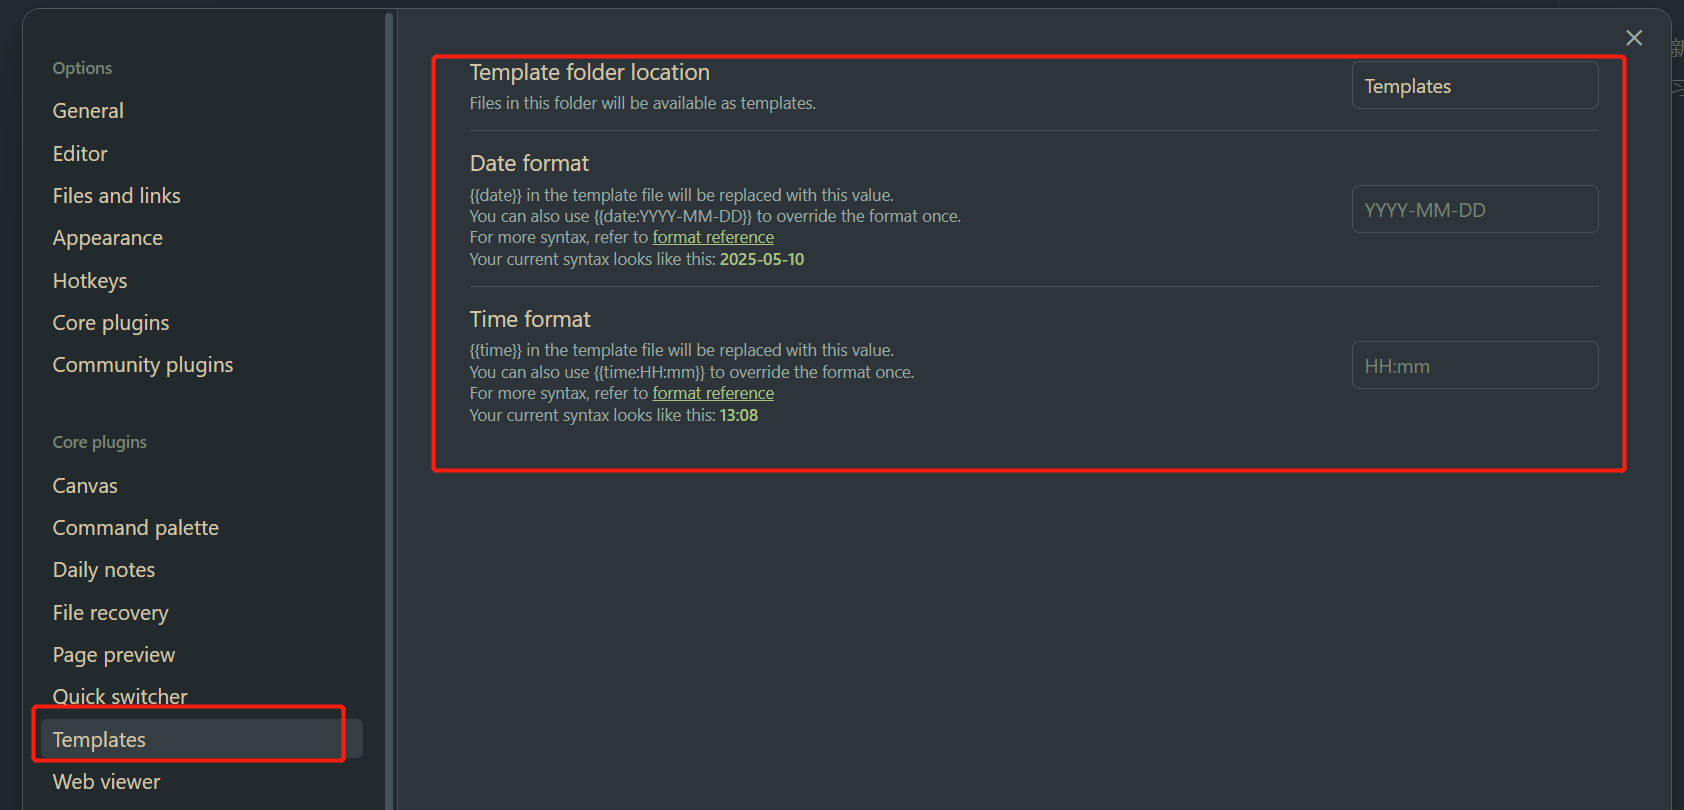 Options
General
Editor
Files and links
Appearance
Hotkeys
Core plugins
Community plugins
Core plugins
Canvas
Command palette
Daily notes
File recovery
Page preview
Quick switcher
Templates
Web viewer
Template folder location
Files in this folder will be available as templates.
Templates
Date format
{{date}} in the template file will be replaced with this value.
You can also use {{date:YYYY-MM-DD}} to override the format once.
For more syntax, refer to format reference
Your current syntax looks like this: 2025-05-10
YYYY-MM-DD
Time format
{{time}} in the template file will be replaced with this value.
You can also use {{time:HH:mm}} to override the format once.
For more syntax, refer to format reference
Your current syntax looks like this: 13:08
HH:mm